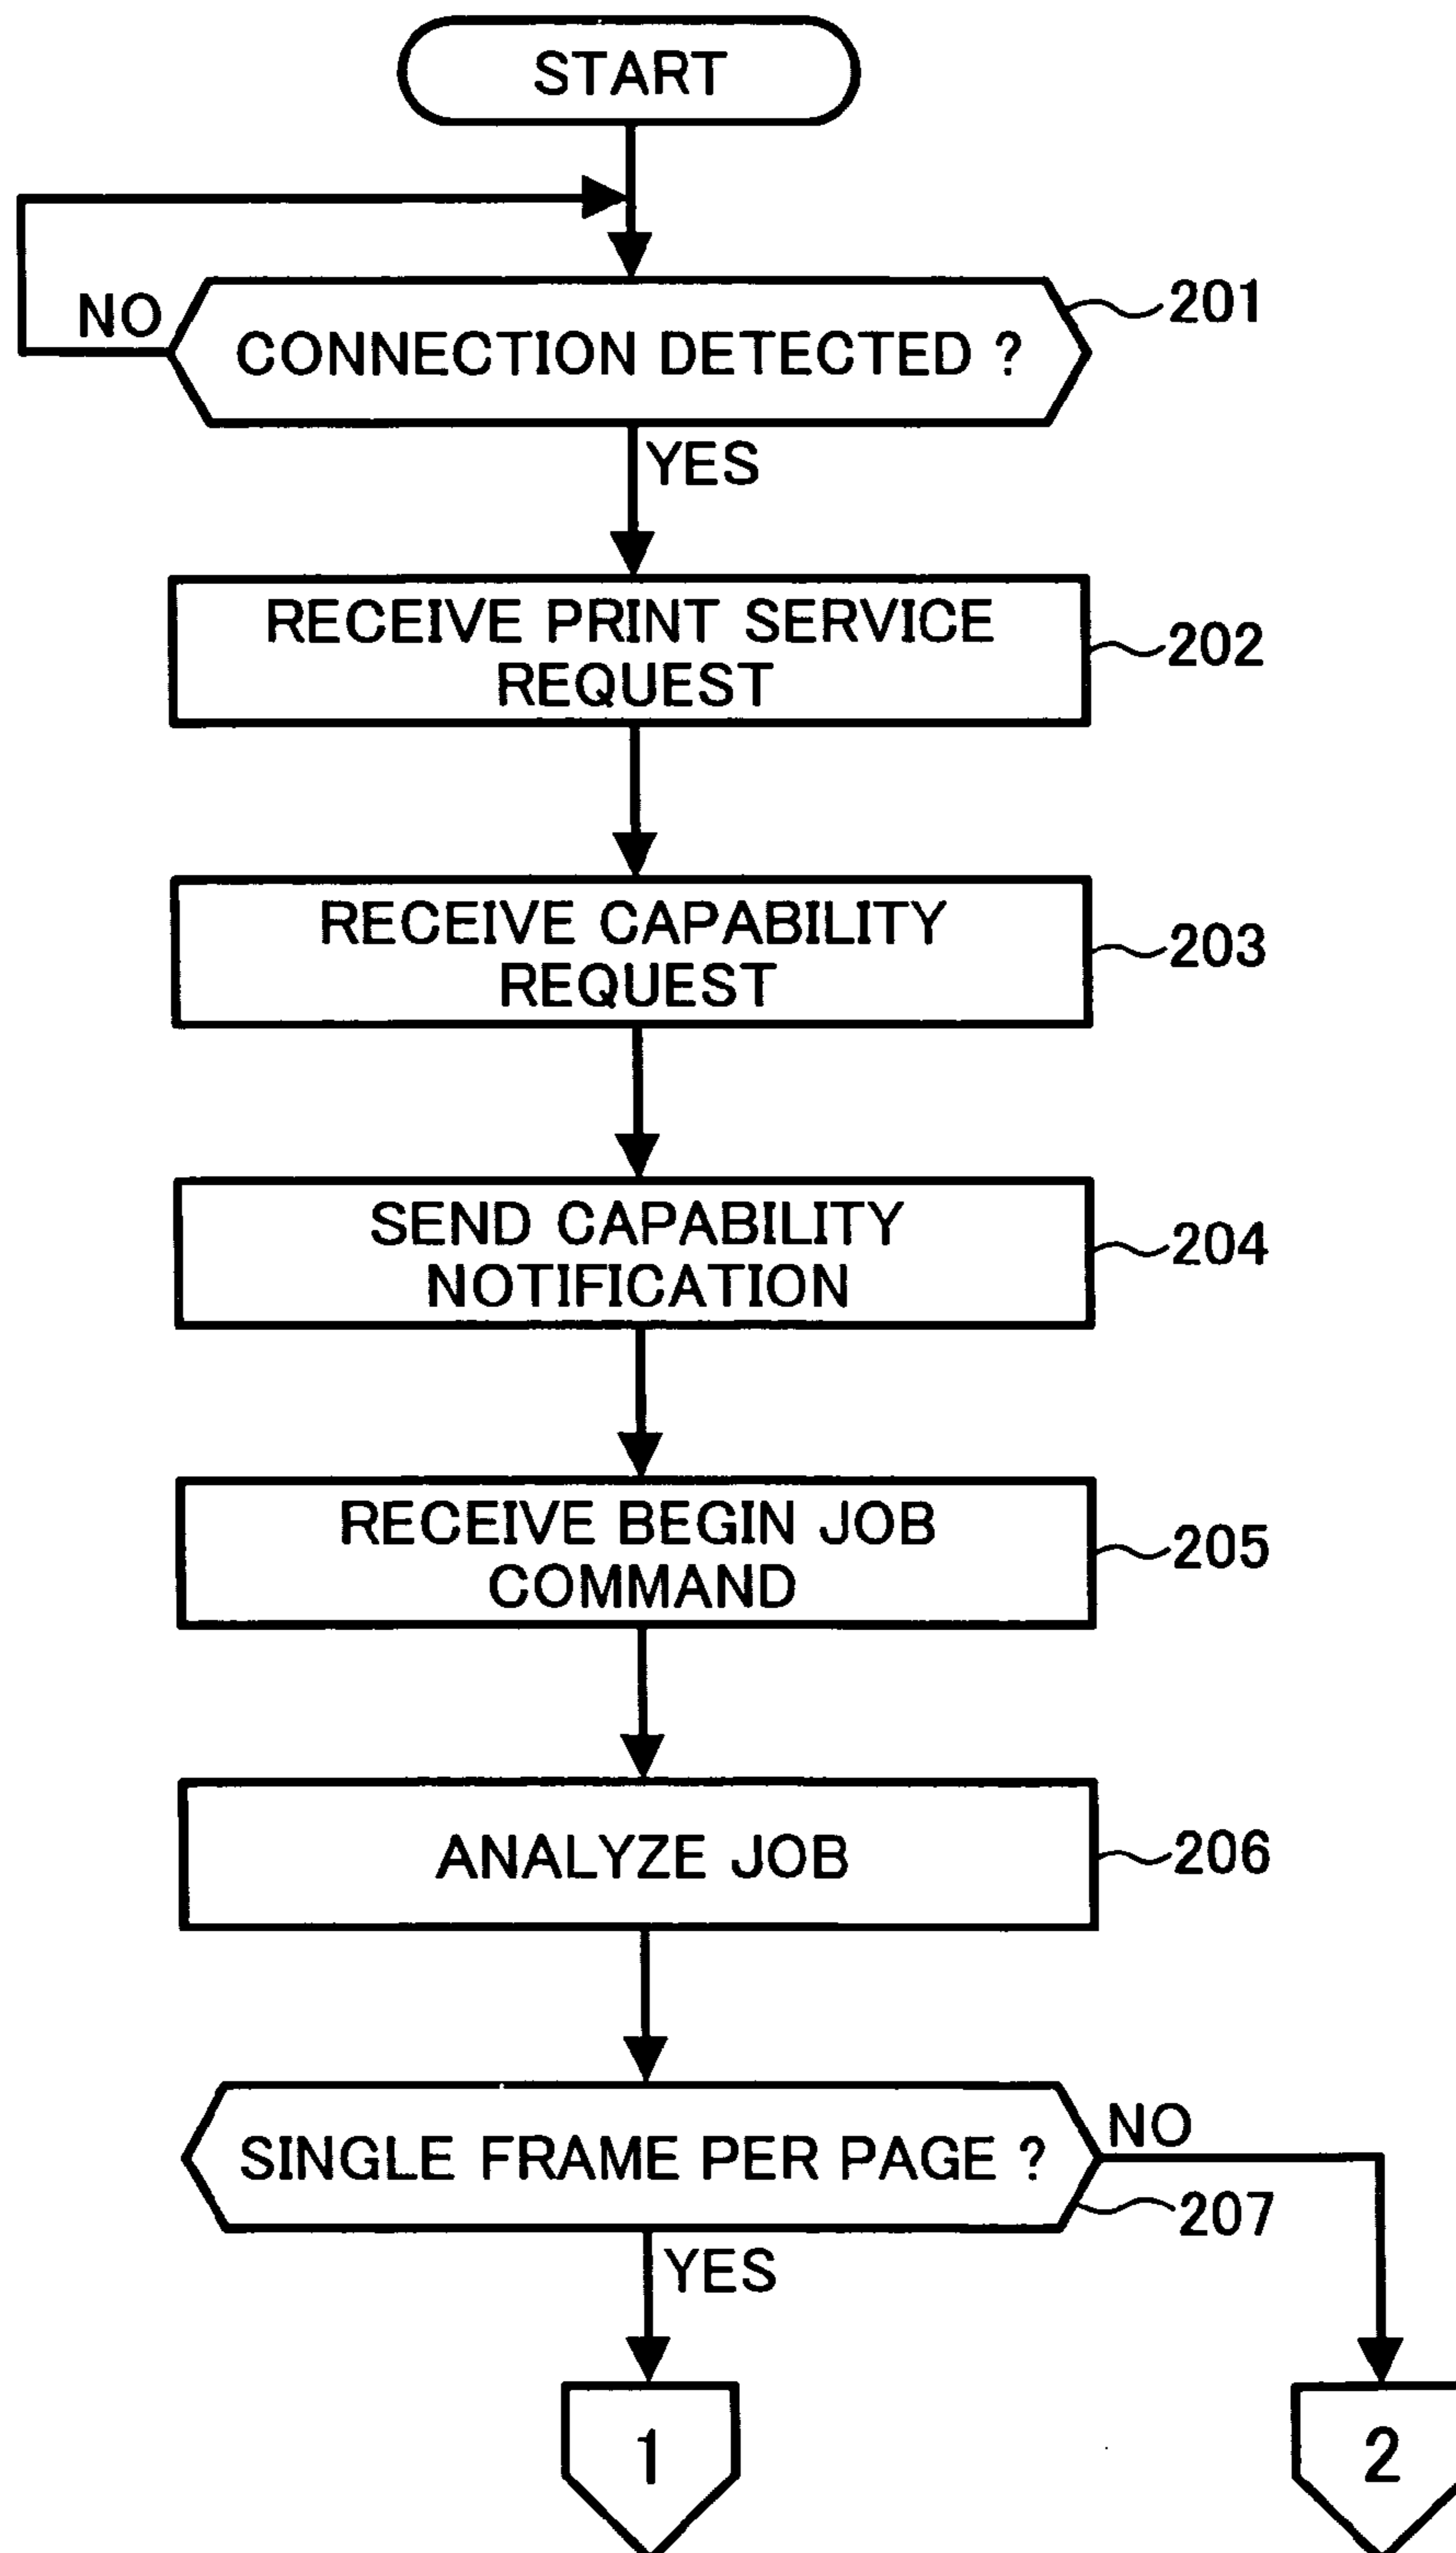 START
NO
CONNECTION DETECTED ?
201
YES
RECEIVE PRINT SERVICE
REQUEST
202
RECEIVE CAPABILITY
REQUEST
203
SEND CAPABILITY
NOTIFICATION
204
RECEIVE BEGIN JOB
COMMAND
205
ANALYZE JOB
206
SINGLE FRAME PER PAGE ?
NO
207
YES
1
2